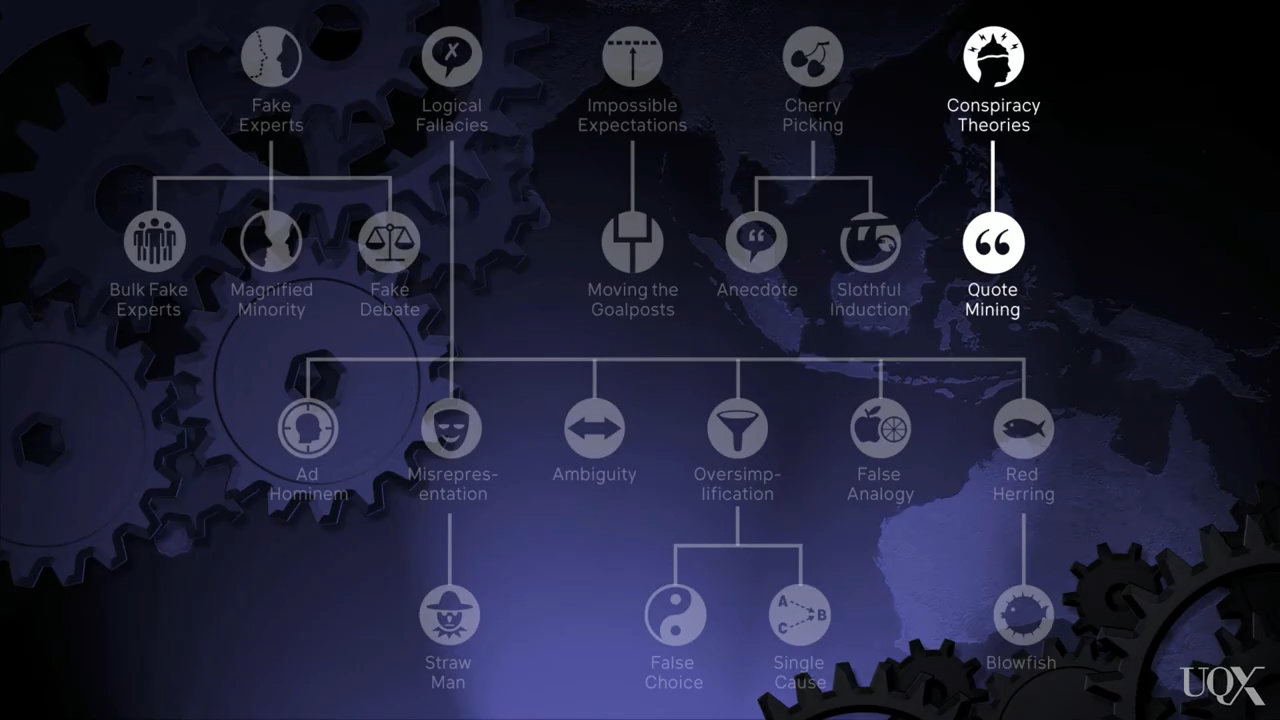 Fake
Experts
Logical
Fallacies
Impossible
Expectations
Cherry
Picking
Conspiracy
Theories
Bulk Fake
Experts
Magnified
Minority
Fake
Debate
Moving the
Goalposts
Anecdote
Slothful
Induction
Quote
Mining
Ad
Hominem
Misrepres-
entation
Ambiguity
Oversimp-
lification
False
Analogy
Red
Herring
Straw
Man
False
Choice
A
B
C
Single
Cause
Blowfish
UQX